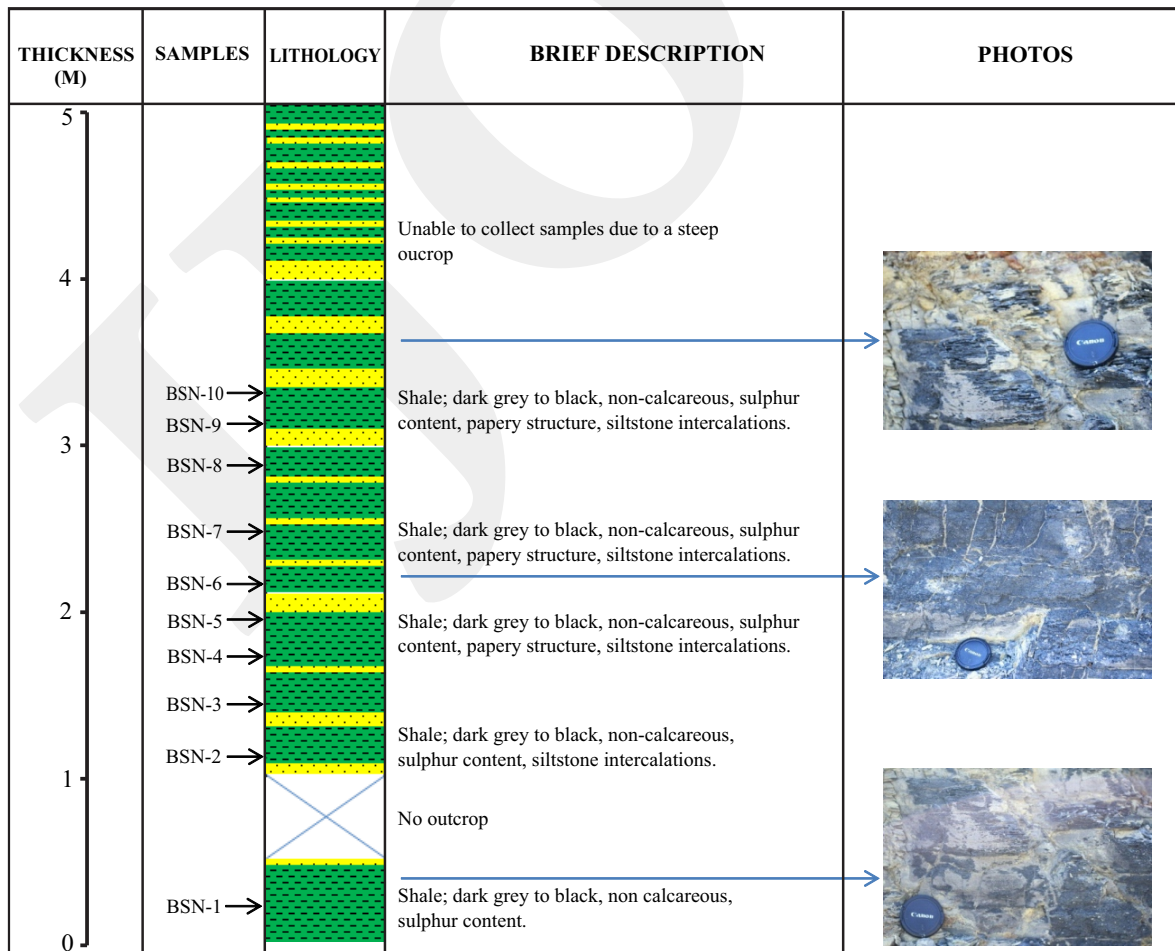 THICKNESS
(M)
SAMPLES
LITHOLOGY
BRIEF DESCRIPTION
PHOTOS
5
4
3
2
1
0
BSN-10
BSN-9
BSN-8
BSN-7
BSN-6
BSN-5
BSN-4
BSN-3
BSN-2
BSN-1
Unable to collect samples due to a steep
oucrop
Shale; dark grey to black, non-calcareous, sulphur
content, papery structure, siltstone intercalations.
Shale; dark grey to black, non-calcareous, sulphur
content, papery structure, siltstone intercalations.
Shale; dark grey to black, non-calcareous, sulphur
content, papery structure, siltstone intercalations.
Shale; dark grey to black, non-calcareous,
sulphur content, siltstone intercalations.
No outcrop
Shale; dark grey to black, non calcareous,
sulphur content.
Canon
Canon
Canon